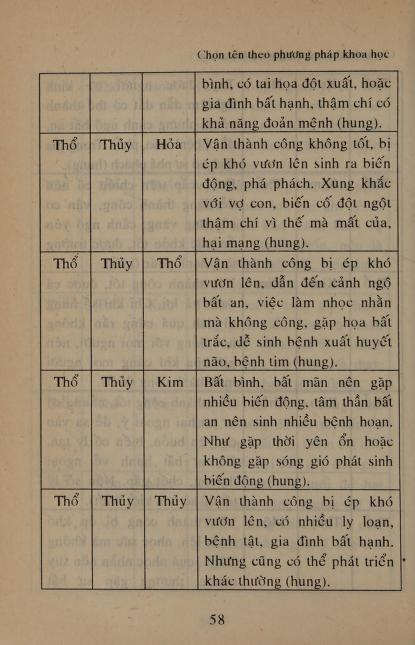 Chọn tên theo phương pháp khoa học
bình, có tai họa đột xuất, hoặc
gia đình bất hạnh, thậm chí có
khả năng đoản mệnh (hung).
Thổ Thủy Hỏa Vận thành công không tốt, bị
ép khó vươn lên sinh ra biến
động, phá phách. Xung khắc
với vợ con, biến cố đột ngột
thậm chí vì thế mà mất của,
hại mạng (hung).
Thổ Thủy Thổ Vận thành công bị ép khó
vươn lên, dẫn đến cảnh ngộ
bất an, việc làm nhọc nhằn
mà không công, gặp họa bất
trắc, dễ sinh bệnh xuất huyết
não, bệnh tim (hung).
Thổ Thủy Kim Bất bình, bất mãn nên gặp
nhiều biến động, tâm thần bất
an nên sinh nhiều bệnh hoạn.
Như gặp thời yên ổn hoặc
không gặp sóng gió phát sinh
biến động (hung).
Thổ Thủy Thủy Vận thành công bị ép khó
vươn lên, có nhiều ly loạn,
bệnh tật, gia đình bất hạnh.
Nhưng cũng có thể phát triển
khác thường (hung).
58